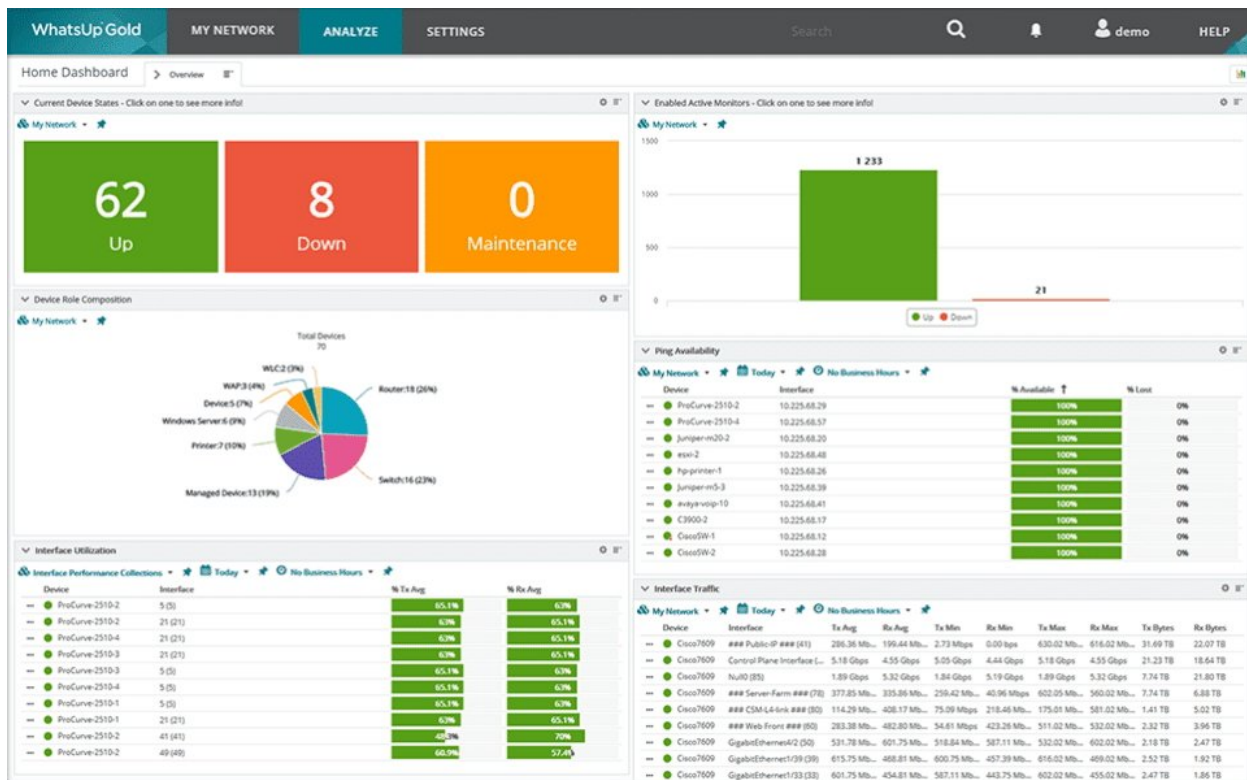 WhatsUp Gold MY NETWORK ANALYZE SETTINGS Search demo HELP
Home Dashboard Overview
Current Device States - Click on one to see more info!
My Network
62 8 0
Up Down Maintenance
Device Role Composition
My Network
Total Devices
70
WLC:2 (3%)
WAP:3 (4%)
Router:18 (26%)
Device:5 (7%)
Windows Server:6 (9%)
Printer:7 (10%)
Switch:16 (23%)
Managed Device:13 (19%)
Interface Utilization
Interface Performance Collections Today No Business Hours
Device Interface % Tx Avg % Rx Avg
ProCurve-2510-2 5 (5) 65.1% 63%
ProCurve-2510-2 21 (21) 63% 65.1%
ProCurve-2510-4 21 (21) 63% 65.1%
ProCurve-2510-3 21 (21) 63% 65.1%
ProCurve-2510-3 5 (5) 65.1% 63%
ProCurve-2510-4 5 (5) 65.1% 63%
ProCurve-2510-1 5 (5) 65.1% 63%
ProCurve-2510-1 21 (21) 63% 65.1%
ProCurve-2510-2 41 (41) 70%
ProCurve-2510-2 49 (49) 60.9% 57.4%
Enabled Active Monitors - Click on one to see more info!
My Network
1500
1 233
1000
500
21
0
Up Down
Ping Availability
My Network Today No Business Hours
Device Interface % Available % Lost
ProCurve-2510-2 10.225.68.29 100% 0%
ProCurve-2510-4 10.225.68.57 100% 0%
Juniper-m20-2 10.225.68.20 100% 0%
esxi-2 10.225.68.48 100% 0%
hp-printer-1 10.225.68.26 100% 0%
Juniper-m5-3 10.225.68.39 100% 0%
avaya-voip-10 10.225.68.41 100% 0%
C3900-2 10.225.68.17 100% 0%
CiscoSW-1 10.225.68.12 100% 0%
CiscoSW-2 10.225.68.28 100% 0%
Interface Traffic
My Network Today No Business Hours
Device Interface Tx Avg Rx Avg Tx Min Rx Min Tx Max Rx Max Tx Bytes Rx Bytes
Cisco7609 ### Public-IP ### (41) 286.36 Mb... 199.44 Mb... 2.73 Mbps 0.00 bps 630.02 Mb... 616.02 Mb... 31.69 TB 22.07 TB
Cisco7609 Control Plane Interface (... 5.18 Gbps 4.55 Gbps 5.05 Gbps 4.44 Gbps 5.18 Gbps 4.55 Gbps 21.23 TB 18.64 TB
Cisco7609 Null0 (85) 1.89 Gbps 5.32 Gbps 1.84 Gbps 5.19 Gbps 1.89 Gbps 5.32 Gbps 7.74 TB 21.80 TB
Cisco7609 ### Server-Farm ### (78) 377.85 Mb... 335.86 Mb... 259.42 Mb... 40.96 Mbps 602.05 Mb... 560.02 Mb... 7.74 TB 6.88 TB
Cisco7609 ### CSM-L4-link ### (80) 114.29 Mb... 408.17 Mb... 75.09 Mbps 218.46 Mb... 175.01 Mb... 581.02 Mb... 1.41 TB 5.02 TB
Cisco7609 ### Web Front ### (60) 283.38 Mb... 482.80 Mb... 54.61 Mbps 423.26 Mb... 511.02 Mb... 532.02 Mb... 2.32 TB 3.96 TB
Cisco7609 GigabitEthernet4/2 (50) 531.78 Mb... 601.75 Mb... 518.84 Mb... 587.11 Mb... 532.02 Mb... 602.02 Mb... 2.18 TB 2.47 TB
Cisco7609 GigabitEthernet1/39 (39) 615.75 Mb... 468.81 Mb... 600.75 Mb... 457.39 Mb... 616.02 Mb... 469.02 Mb... 2.52 TB 1.92 TB
Cisco7609 GigabitEthernet1/33 (33) 601.75 Mb... 454.81 Mb... 587.11 Mb... 443.75 Mb... 602.02 Mb... 455.02 Mb... 2.47 TB 1.86 TB